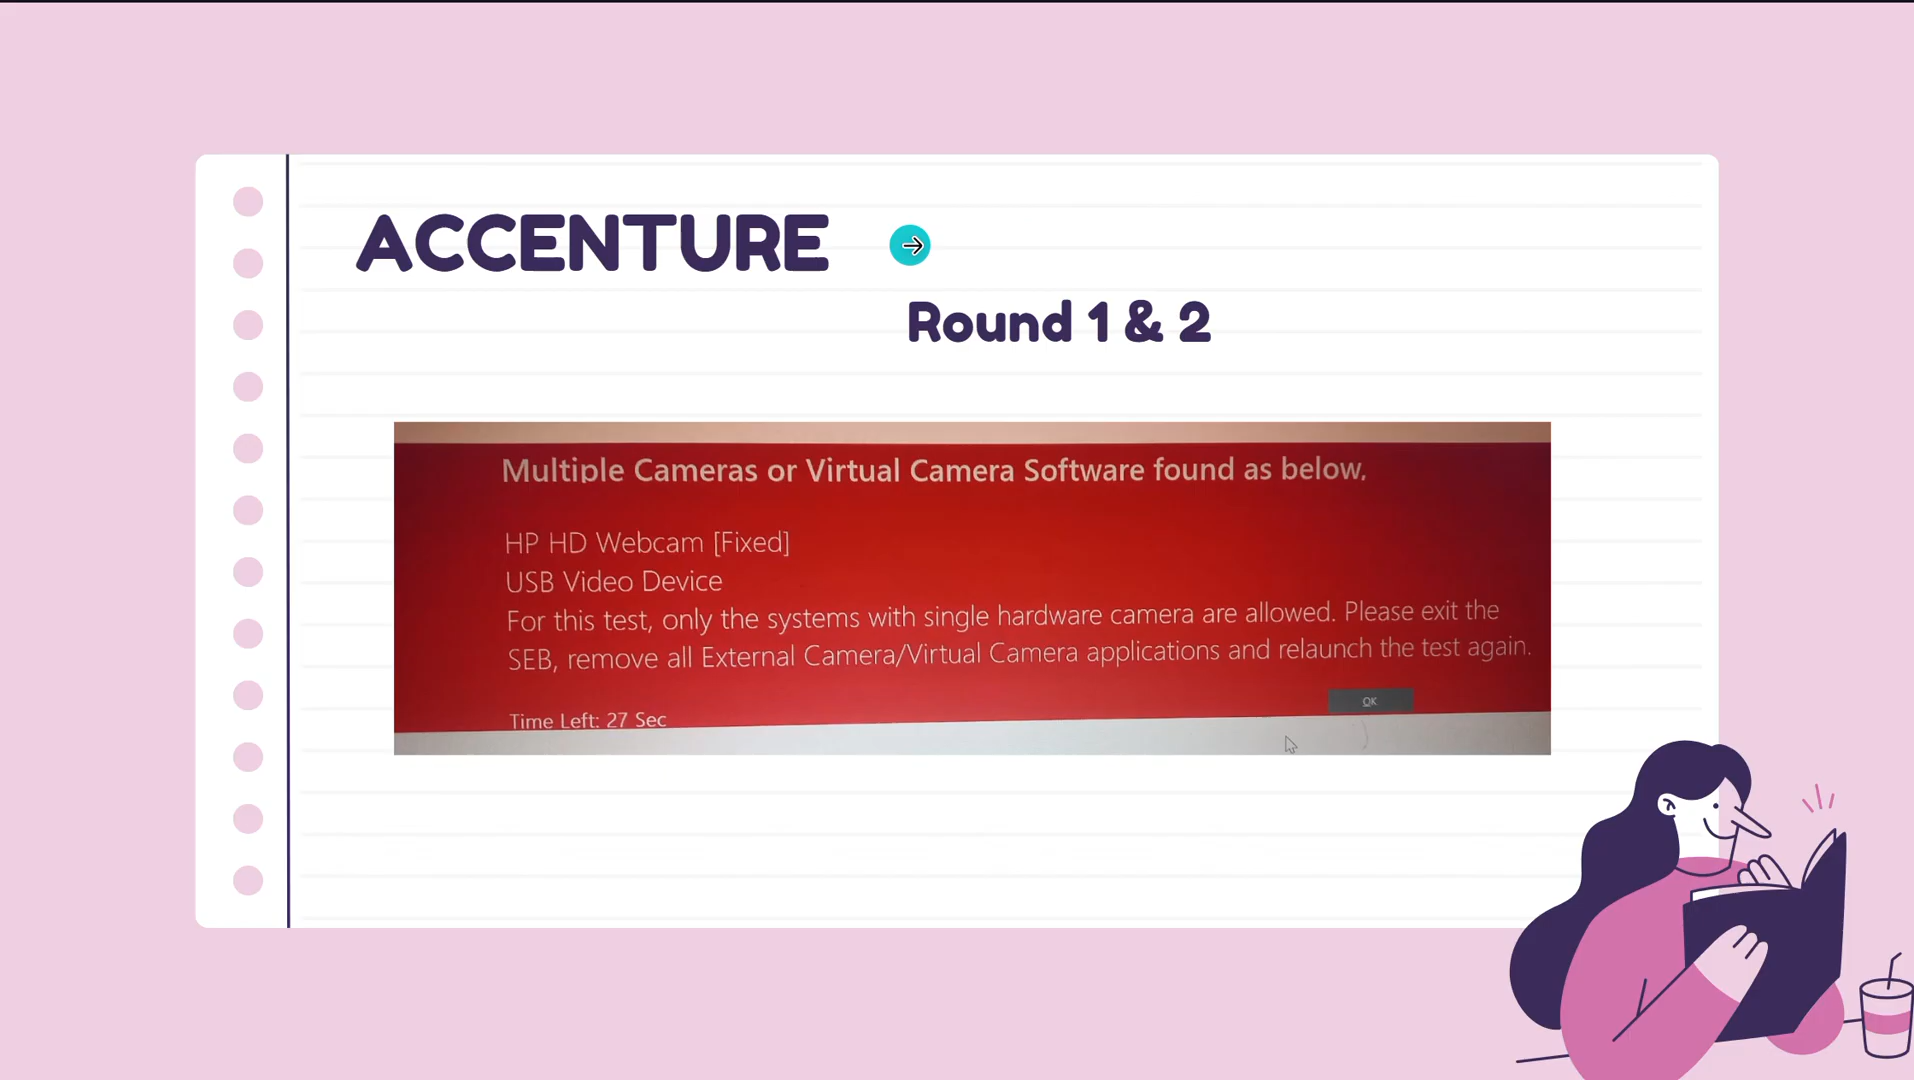 ACCENTURE
Round 1 & 2
Multiple Cameras or Virtual Camera Software found as below,
HP HD Webcam [Fixed]
USB Video Device
For this test, only the systems with single hardware camera are allowed. Please exit the
SEB, remove all External Camera/Virtual Camera applications and relaunch the test again.
OK
Time Left: 27 Sec